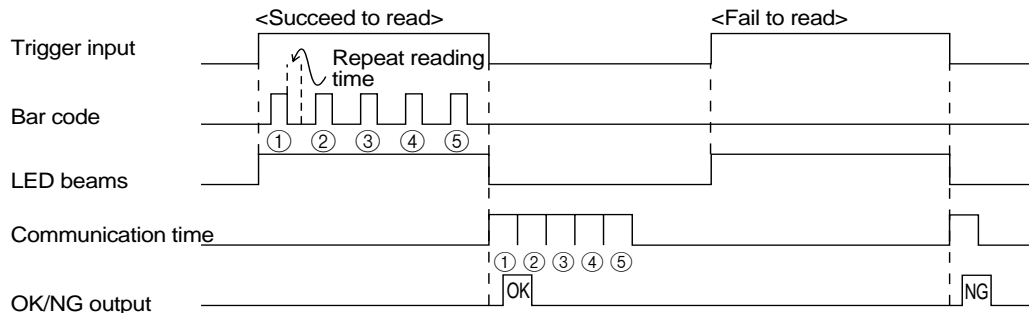 <Succeed to read>
<Fail to read>
Trigger input
Repeat reading
time
Bar code
① ② ③ ④ ⑤
LED beams
Communication time
① ② ③ ④ ⑤
OK/NG output
OK
NG